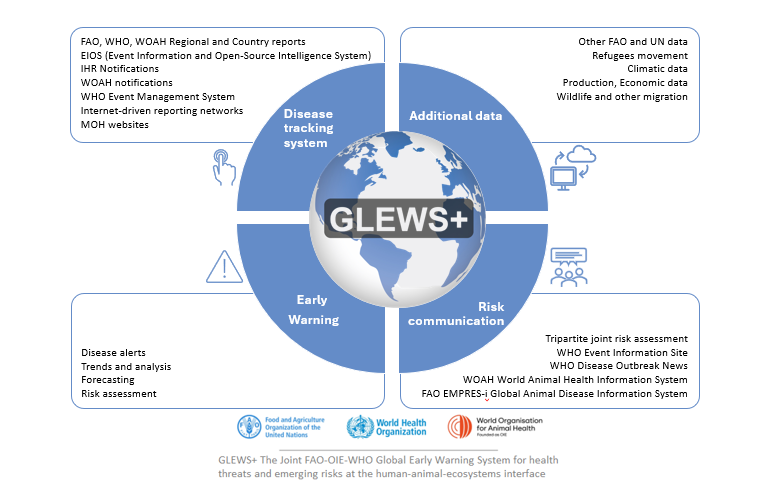 FAO, WHO, WOAH Regional and Country reports
EIOS (Event Information and Open-Source Intelligence System)
IHR Notifications
WOAH notifications
WHO Event Management System
Internet-driven reporting networks
MOH websites
Other FAO and UN data
Refugees movement
Climatic data
Production, Economic data
Wildlife and other migration
Disease
tracking
system
Additional data
GLEWS+
Early
Warning
Risk
communication
Disease alerts
Trends and analysis
Forecasting
Risk assessment
Tripartite joint risk assessment
WHO Event Information Site
WHO Disease Outbreak News
WOAH World Animal Health Information System
FAO EMPRES-i Global Animal Disease Information System
Food and Agriculture
Organization of the
United Nations
World Health
Organization
World Organisation
for Animal Health
Founded as OIE
GLEWS+ The Joint FAO-OIE-WHO Global Early Warning System for health
threats and emerging risks at the human-animal-ecosystems interface